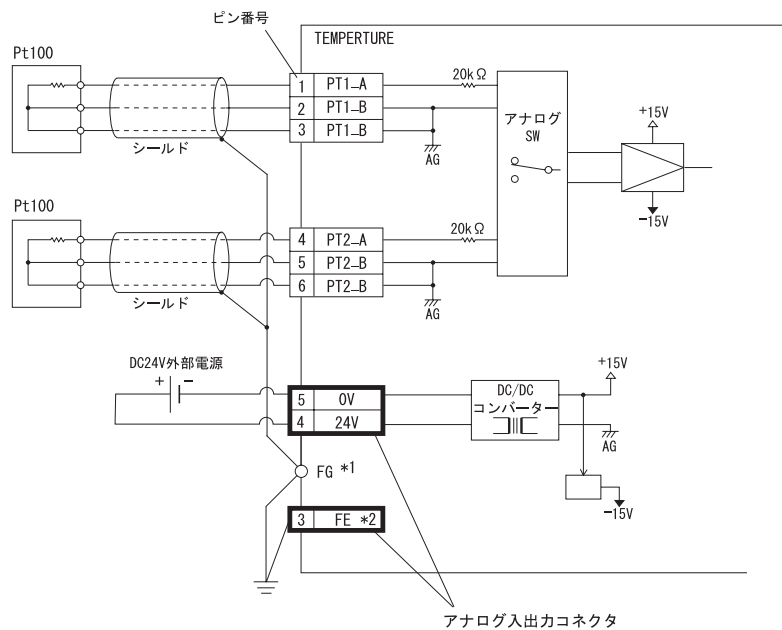 ピン番号
TEMPERTURE
Pt100
1 PT1_A
2 PT1_B
3 PT1_B
シールド
20kΩ
AG
アナログ
SW
+15V
-15V
Pt100
4 PT2_A
5 PT2_B
6 PT2_B
シールド
20kΩ
AG
DC24V外部電源
+ -
5 0V
4 24V
DC/DC
コンバーター
+15V
AG
-15V
FG *1
3 FE *2
アナログ入出力コネクタ